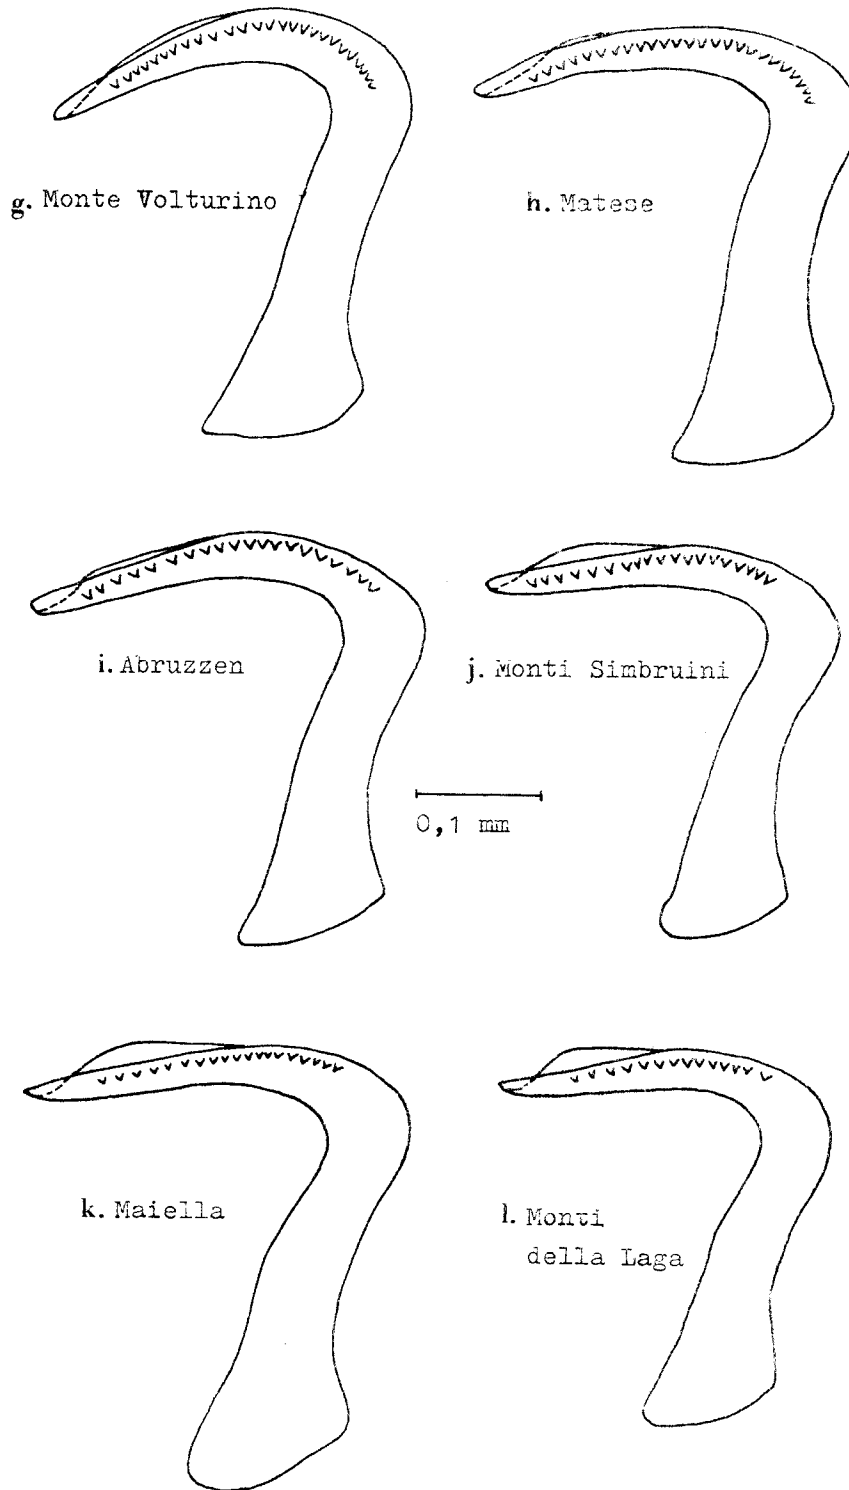 g. Monte Volturino
h. Matese
i. Abruzzen
j. Monti Simbruini
0,1 mm
k. Maiella
l. Monti
della Laga